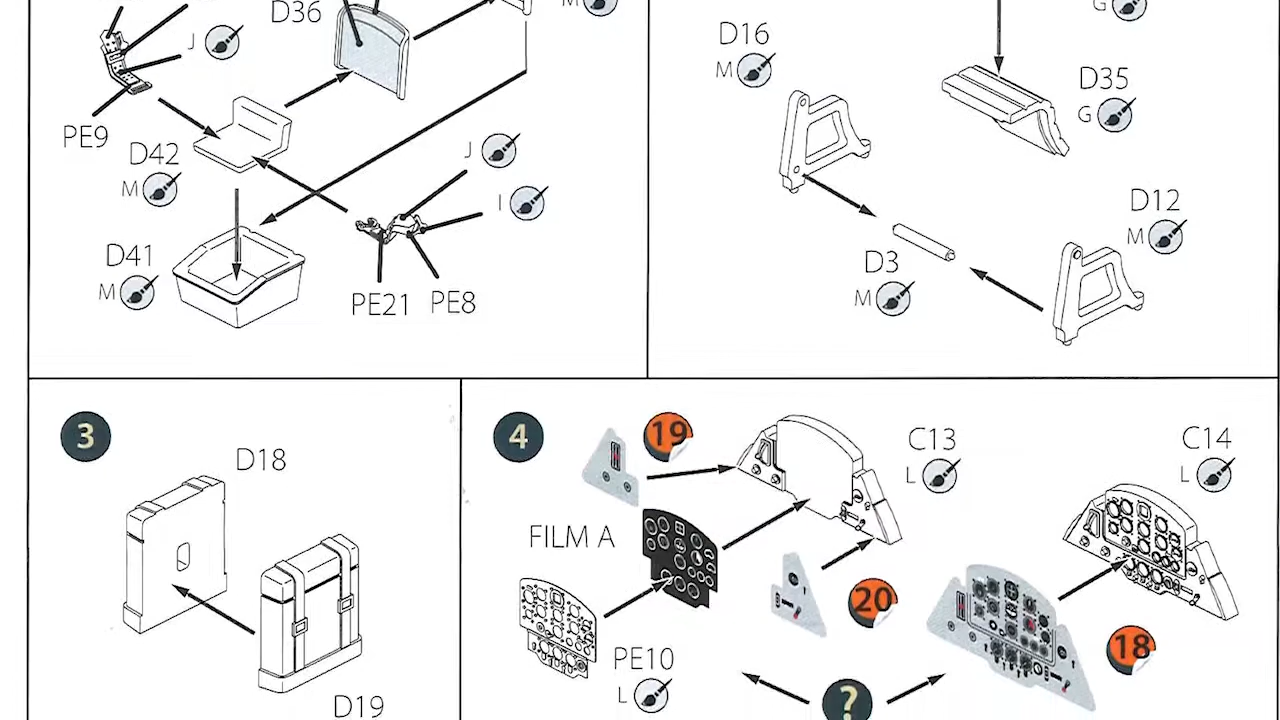 D36
M
J
PE9
D42
M
J
I
D41
M
PE21 PE8
G
D16
M
D35
G
D12
M
D3
M
3
D18
D19
4
19
C13
L
C14
L
FILM A
20
PE10
L
18
?